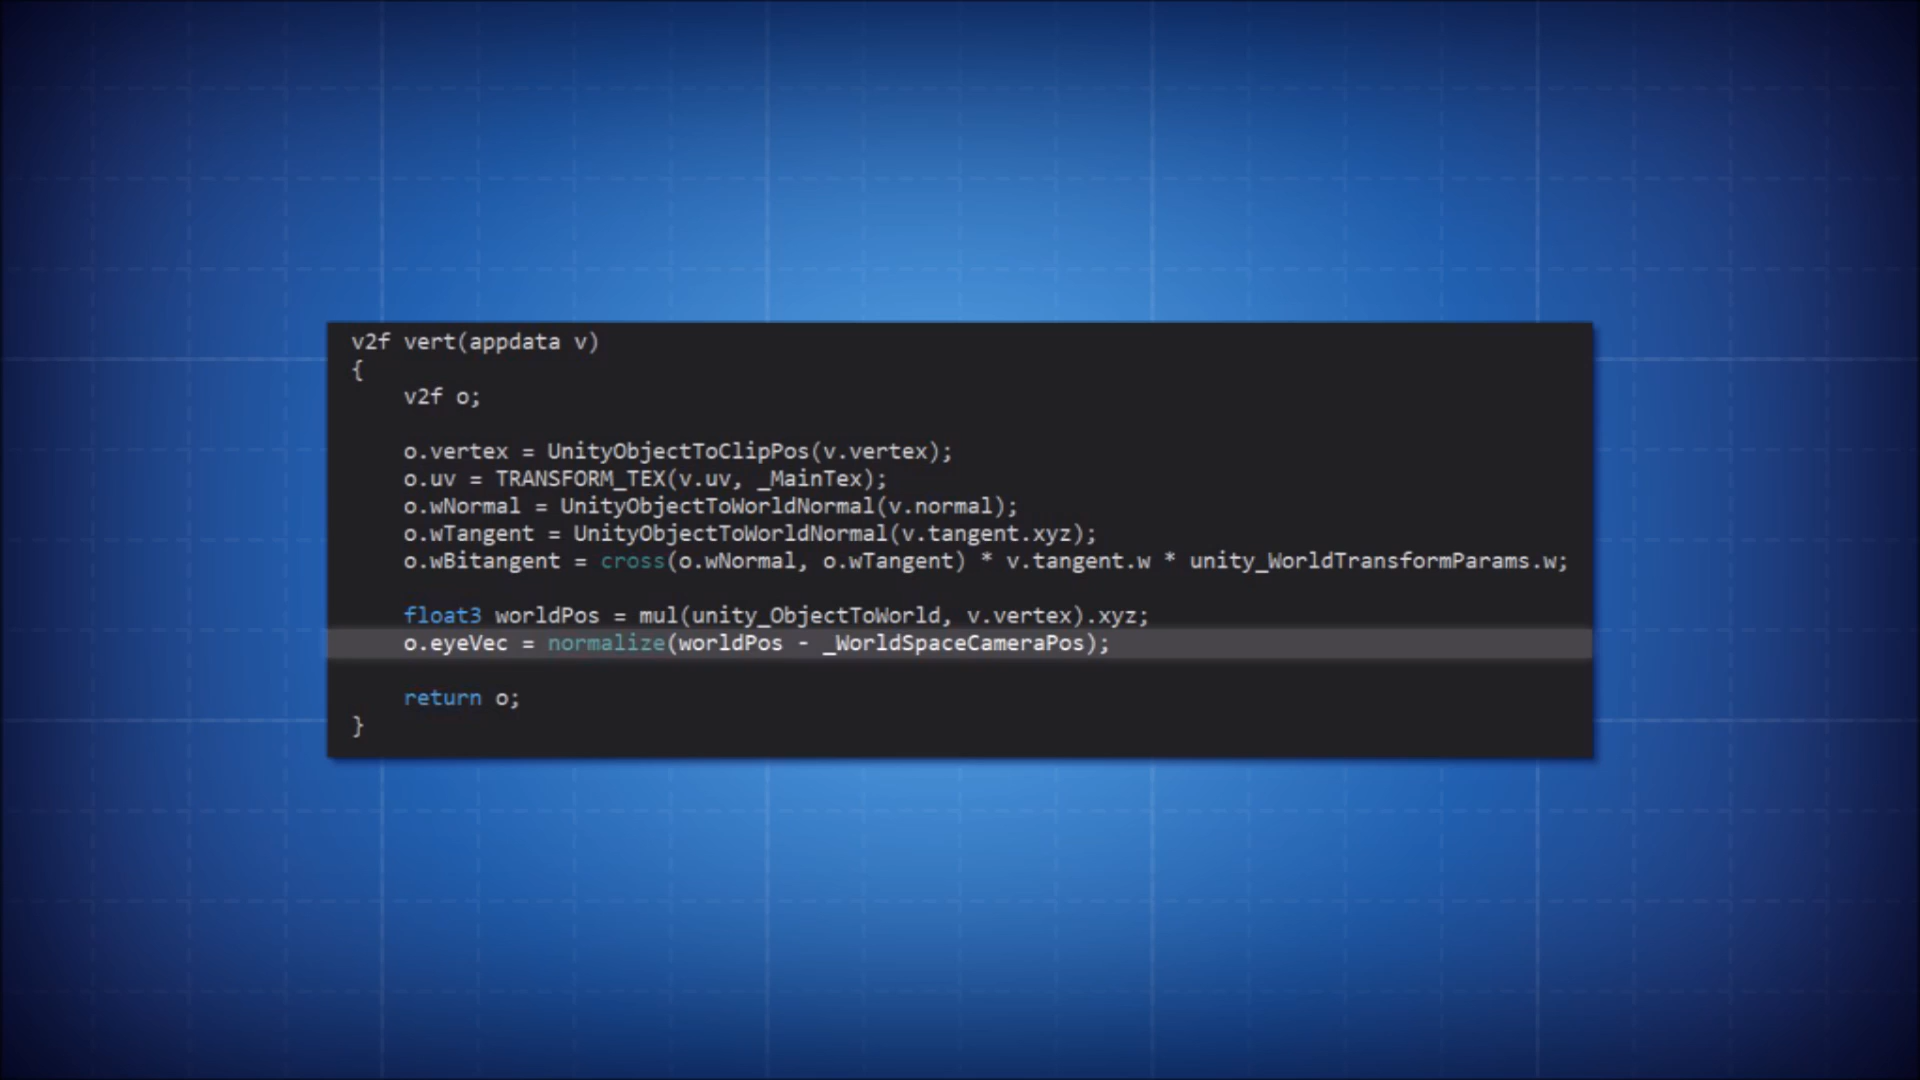 v2f vert(appdata v)
{
v2f o;
o.vertex = UnityObjectToClipPos(v.vertex);
o.uv = TRANSFORM_TEX(v.uv, _MainTex);
o.wNormal = UnityObjectToWorldNormal(v.normal);
o.wTangent = UnityObjectToWorldNormal(v.tangent.xyz);
o.wBitangent = cross(o.wNormal, o.wTangent) * v.tangent.w * unity_WorldTransformParams.w;
float3 worldPos = mul(unity_ObjectToWorld, v.vertex).xyz;
o.eyeVec = normalize(worldPos - _WorldSpaceCameraPos);
return o;
}